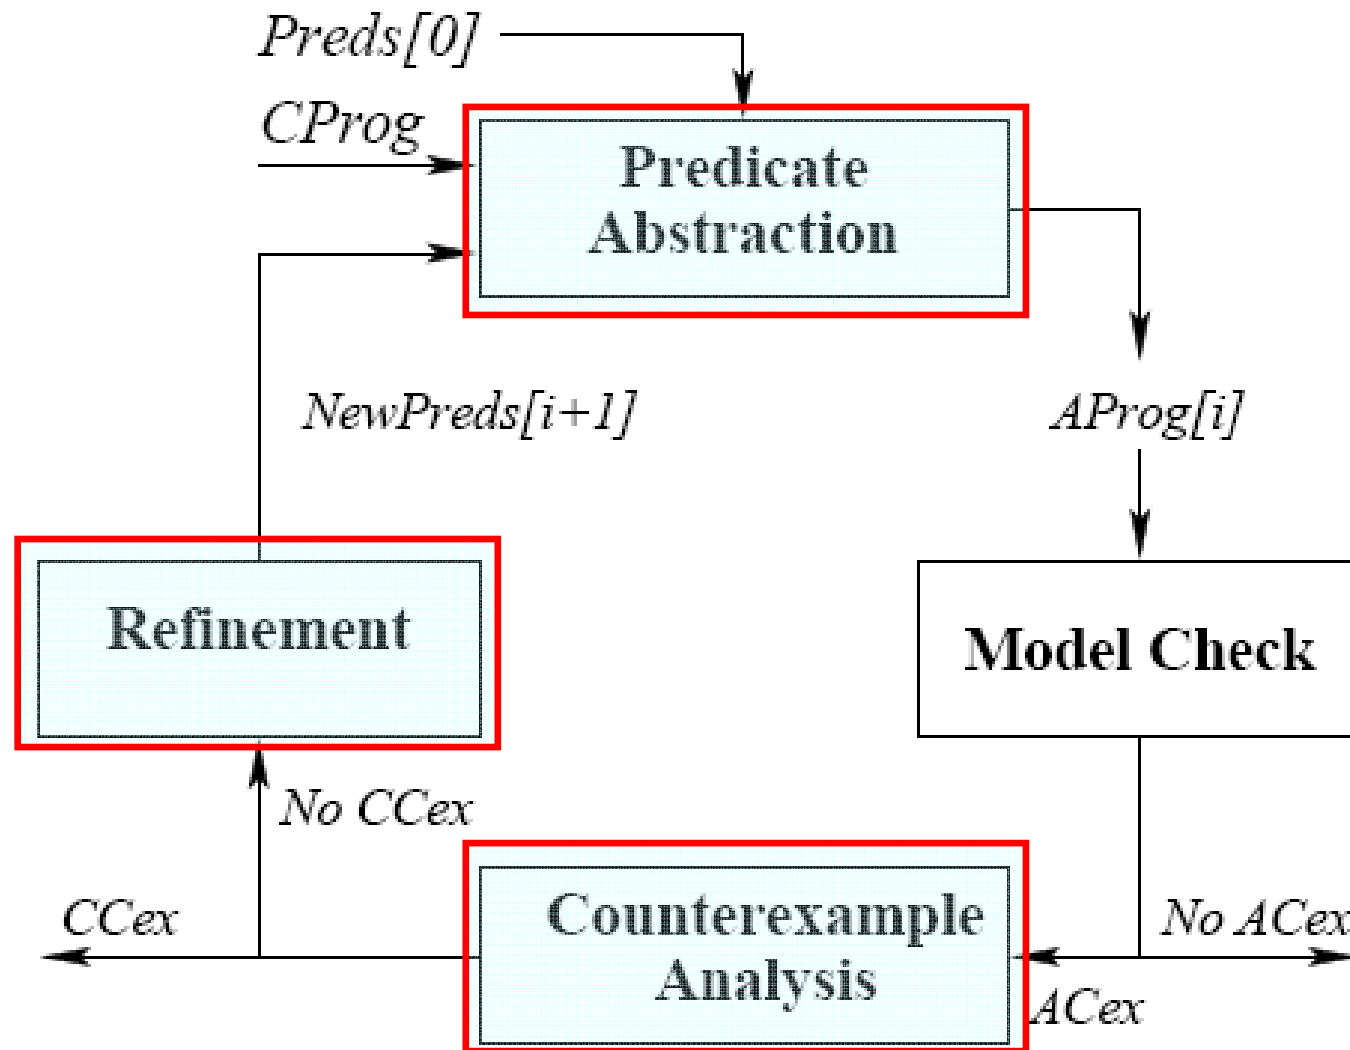 Preds[0]
CProg
Predicate
Abstraction
NewPreds[i+1]
AProg[i]
Refinement
Model Check
No CCex
CCex
Counterexample
Analysis
No ACex
ACex